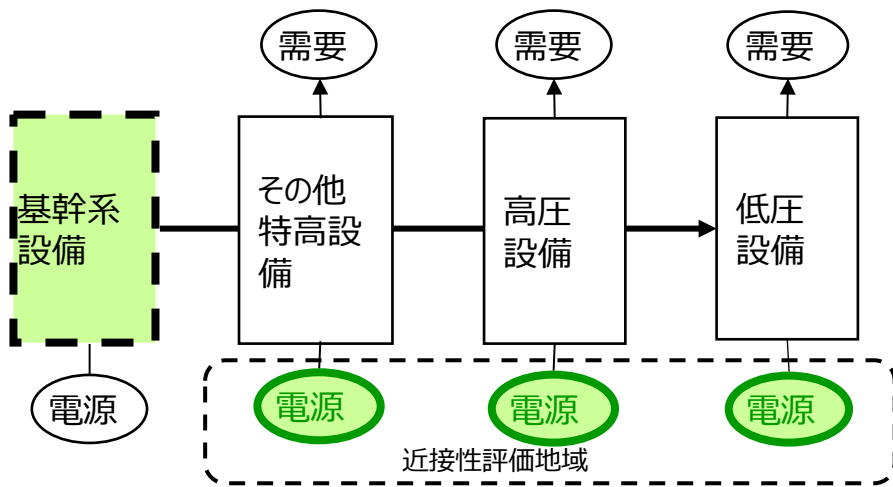 需要
需要
需要
基幹系
設備
その他
特高設
備
高圧
設備
低圧
設備
電源
電源
電源
電源
近接性評価地域